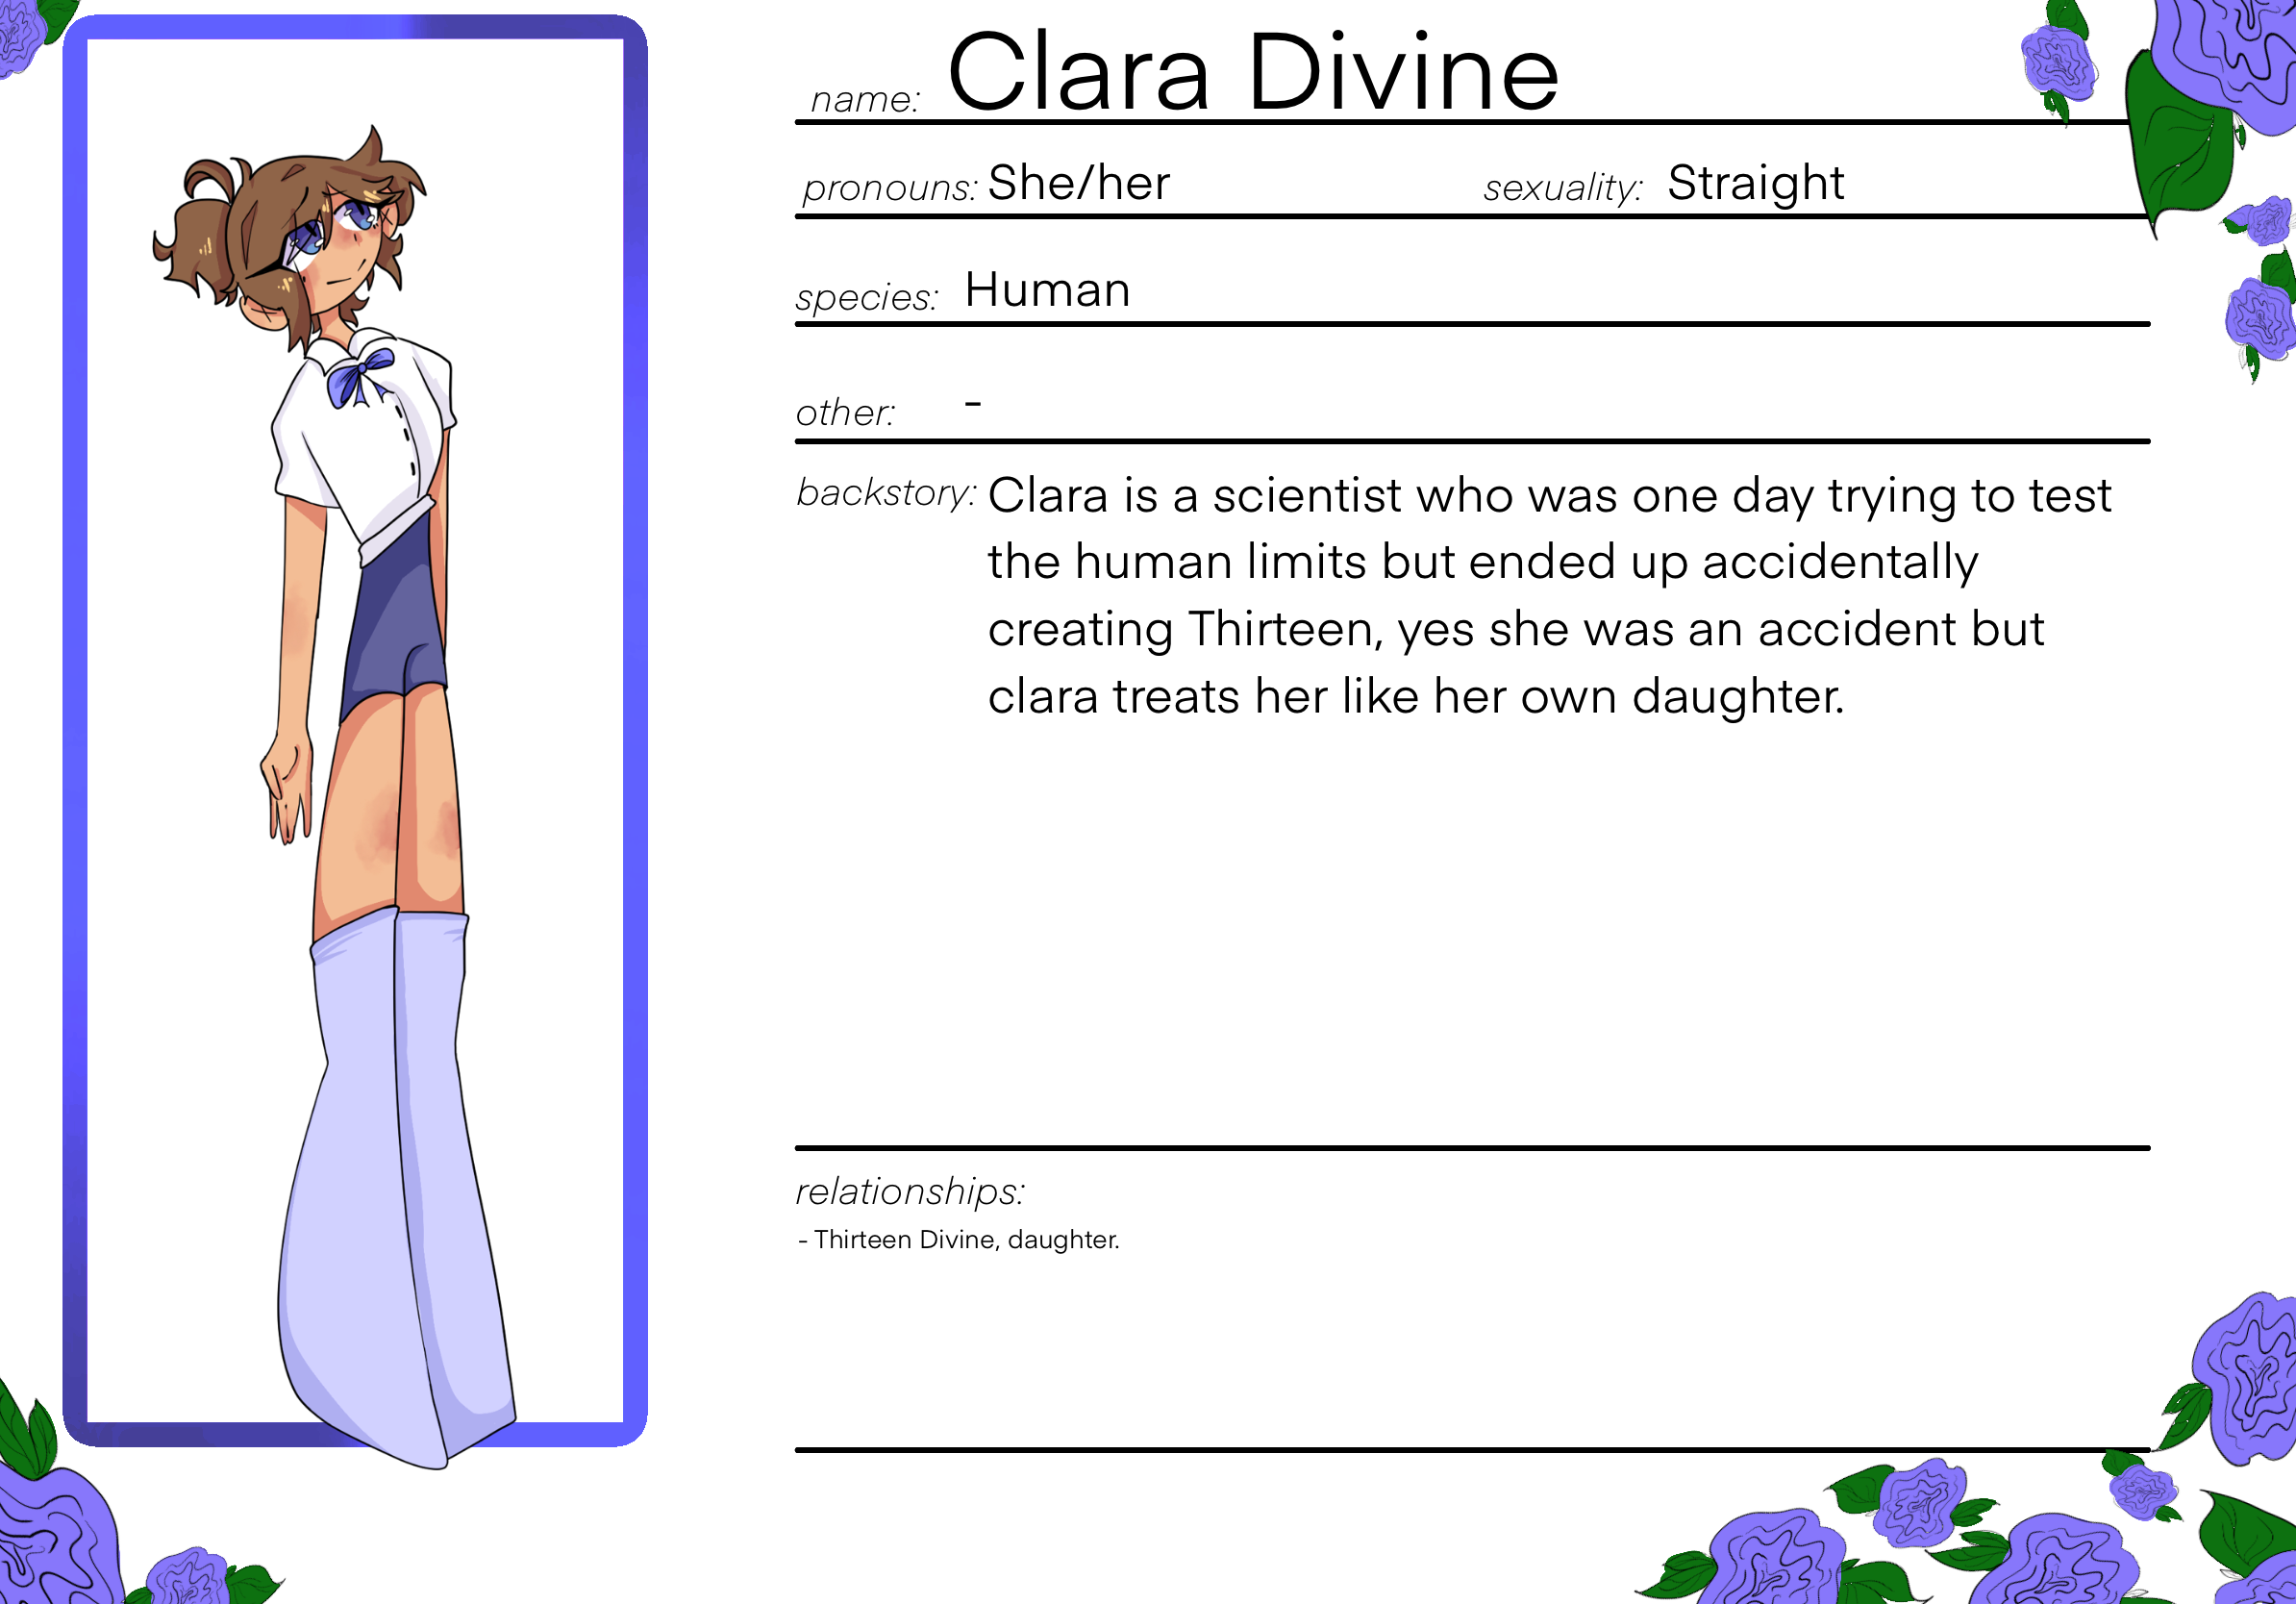 name: Clara Divine
pronouns: She/her sexuality: Straight
species: Human
other: -
backstory: Clara is a scientist who was one day trying to test
the human limits but ended up accidentally
creating Thirteen, yes she was an accident but
clara treats her like her own daughter.
relationships:
- Thirteen Divine, daughter.